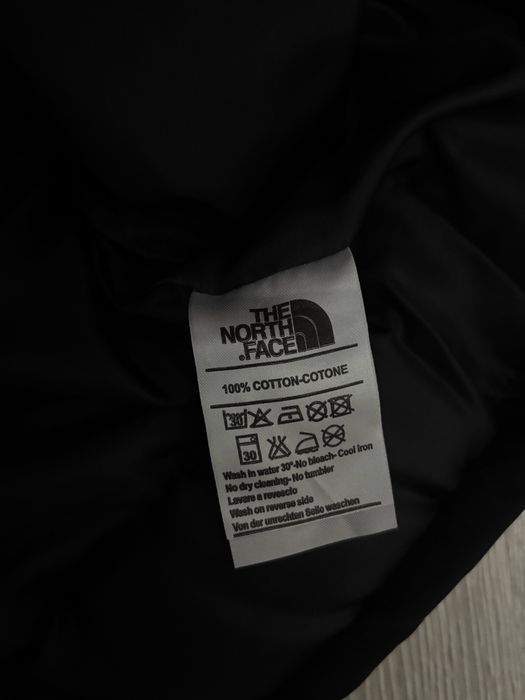 THE
NORTH
FACE
100% COTTON-COTONE
30
30
Wash in water 30°-No bleach- Cool iron
No dry cleaning- No tumbler
Lavare a rovescio
Wash on reverse side
Von der unrechten Seile waschen